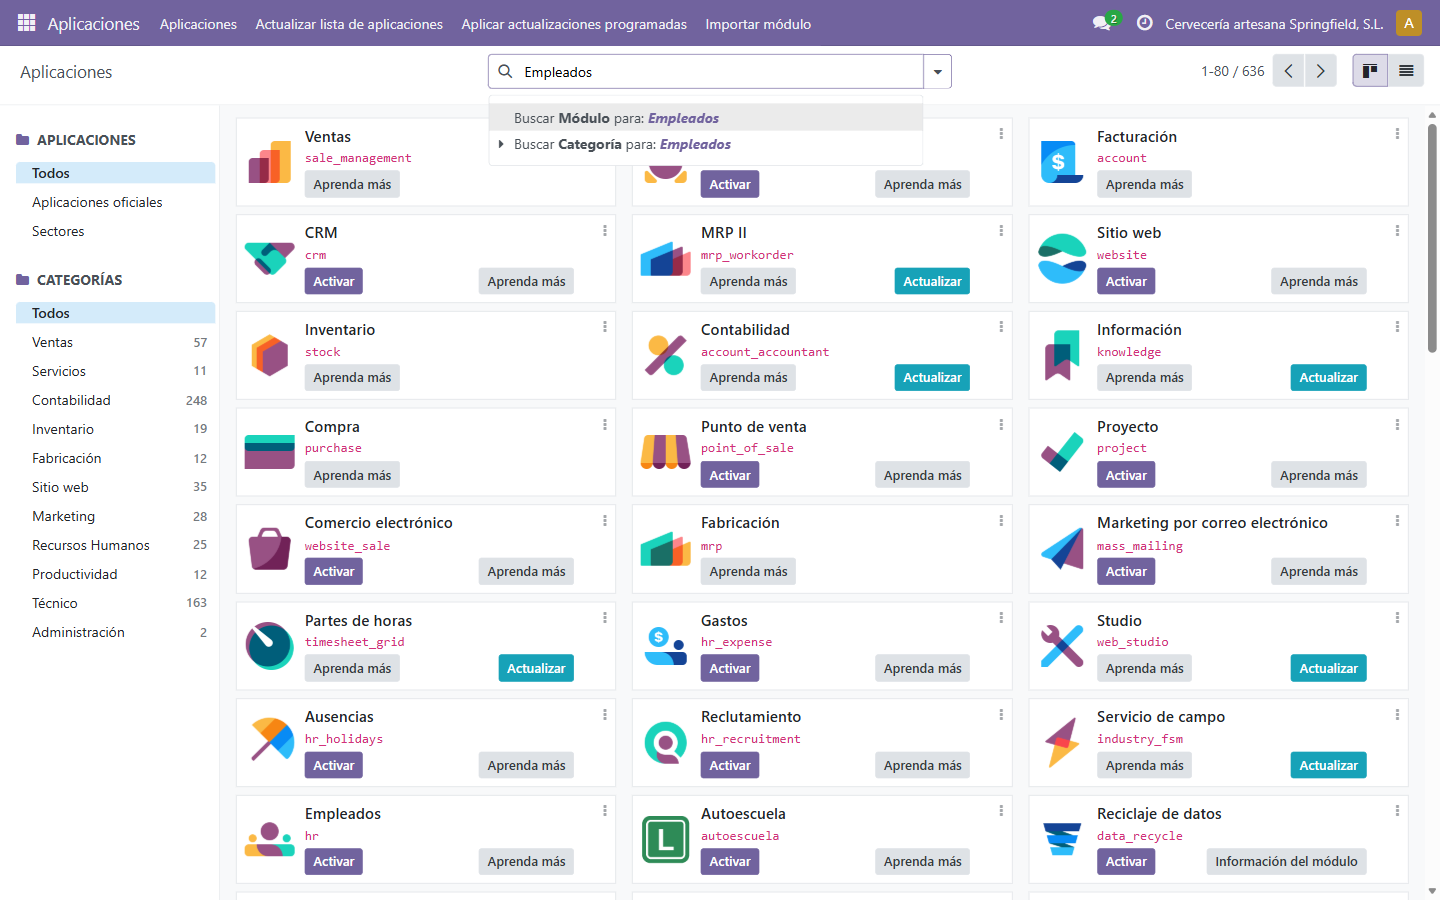 Aplicaciones Aplicaciones Actualizar lista de aplicaciones Aplicar actualizaciones programadas Importar módulo 2 Cervecería artesana Springfield, S.L. A
Aplicaciones Empleados 1-80 / 636
Buscar Módulo para: Empleados
Buscar Categoría para: Empleados
APLICACIONES
Todos
Aplicaciones oficiales
Sectores
CATEGORÍAS
Todos
Ventas 57
Servicios 11
Contabilidad 248
Inventario 19
Fabricación 12
Sitio web 35
Marketing 28
Recursos Humanos 25
Productividad 12
Técnico 163
Administración 2
Ventas
sale_management
Aprenda más
Activar Aprenda más
Facturación
account
Aprenda más
CRM
crm
Activar Aprenda más
MRP II
mrp_workorder
Aprenda más Actualizar
Sitio web
website
Activar Aprenda más
Inventario
stock
Aprenda más
Contabilidad
account_accountant
Aprenda más Actualizar
Información
knowledge
Aprenda más Actualizar
Compra
purchase
Aprenda más
Punto de venta
point_of_sale
Activar Aprenda más
Proyecto
project
Activar Aprenda más
Comercio electrónico
website_sale
Activar Aprenda más
Fabricación
mrp
Aprenda más
Marketing por correo electrónico
mass_mailing
Activar Aprenda más
Partes de horas
timesheet_grid
Aprenda más Actualizar
Gastos
hr_expense
Activar Aprenda más
Studio
web_studio
Aprenda más Actualizar
Ausencias
hr_holidays
Activar Aprenda más
Reclutamiento
hr_recruitment
Activar Aprenda más
Servicio de campo
industry_fsm
Aprenda más Actualizar
Empleados
hr
Activar Aprenda más
L
Autoescuela
autoescuela
Activar Aprenda más
Reciclaje de datos
data_recycle
Activar Información del módulo